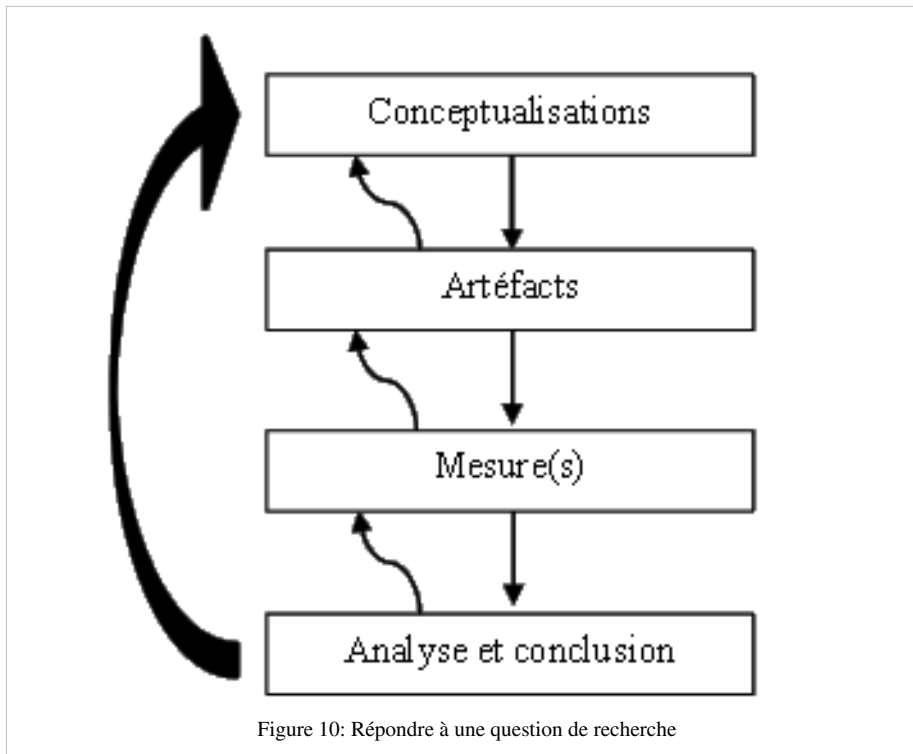 Conceptualisations
Artéfacts
Mesure(s)
Analyse et conclusion
Figure 10: Répondre à une question de recherche